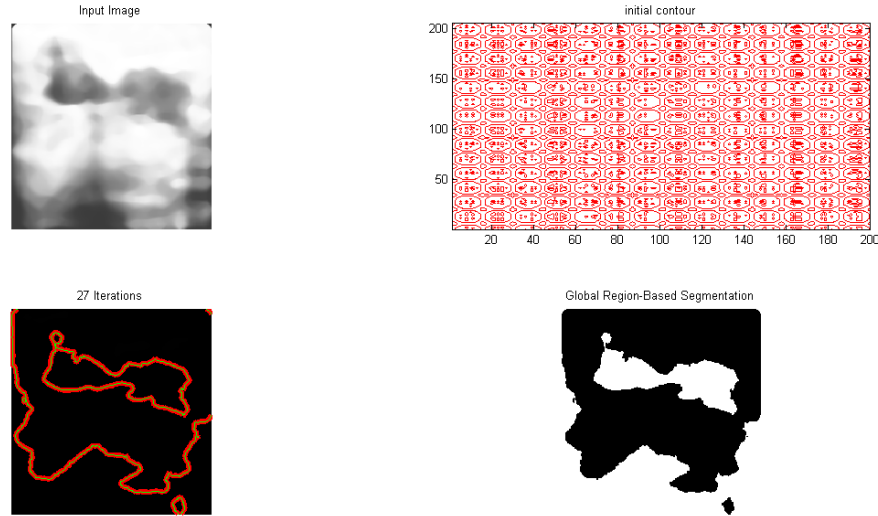 Input Image
initial contour
200
150
100
50
20 40 60 80 100 120 140 160 180 200
27 Iterations
Global Region-Based Segmentation